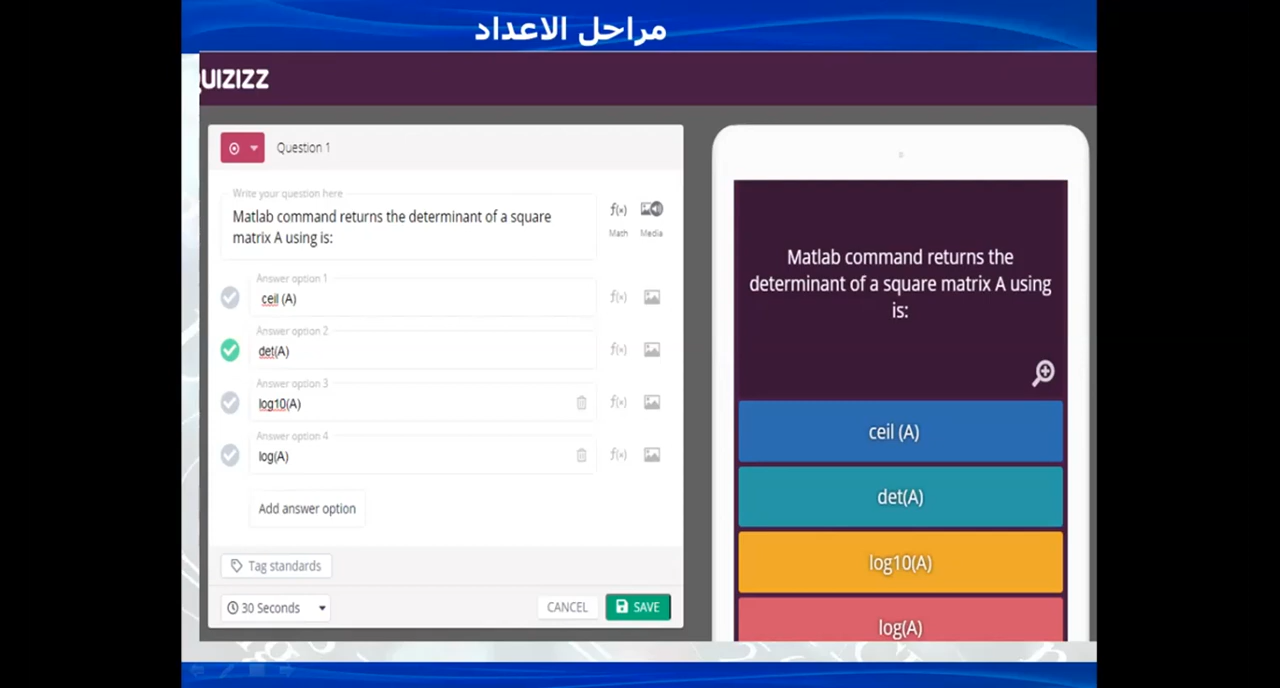 مراحل الاعداد
QUIZIZZ
Question 1
Write your question here
Matlab command returns the determinant of a square
matrix A using is:
Math
Media
Answer option 1
ceil (A)
Answer option 2
det(A)
Answer option 3
log10(A)
Answer option 4
log(A)
Add answer option
Tag standards
30 Seconds
CANCEL
SAVE
Matlab command returns the
determinant of a square matrix A using
is:
ceil (A)
det(A)
log10(A)
log(A)